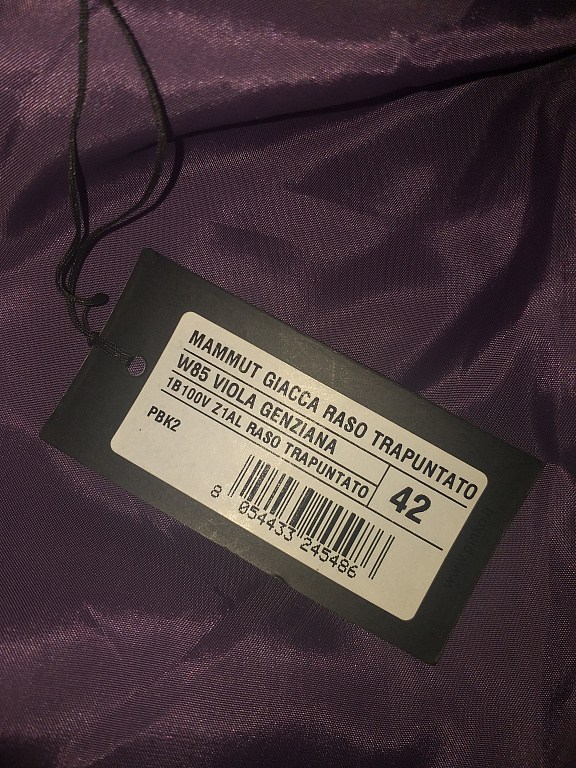 MAMMUT GIACCA RASO TRAPUNTATO
W85 VIOLA GENZIANA
1B100V Z1AL RASO TRAPUNTATO
42
PBK2
8 054433 245486